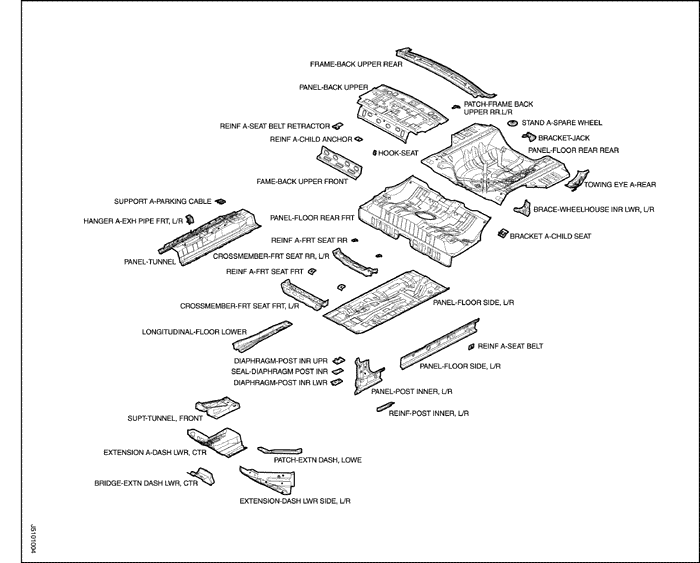 FRAME-BACK UPPER REAR
PANEL-BACK UPPER
PATCH-FRAME BACK
UPPER RR.L/R
REINF A-SEAT BELT RETRACTOR
STAND A-SPARE WHEEL
REINF A-CHILD ANCHOR
BRACKET-JACK
HOOK-SEAT
PANEL-FLOOR REAR REAR
FAME-BACK UPPER FRONT
TOWING EYE A-REAR
SUPPORT A-PARKING CABLE
BRACE-WHEELHOUSE INR LWR, L/R
HANGER A-EXH PIPE FRT, L/R
PANEL-FLOOR REAR FRT
BRACKET A-CHILD SEAT
REINF A-FRT SEAT RR
PANEL-TUNNEL
CROSSMEMBER-FRT SEAT RR, L/R
REINF A-FRT SEAT FRT
CROSSMEMBER-FRT SEAT FRT, L/R
PANEL-FLOOR SIDE, L/R
LONGITUDINAL-FLOOR LOWER
REINF A-SEAT BELT
DIAPHRAGM-POST INR UPR
PANEL-FLOOR SIDE, L/R
SEAL-DIAPHRAGM POST INR
DIAPHRAGM-POST INR LWR
PANEL-POST INNER, L/R
REINF-POST INNER, L/R
SUPT-TUNNEL, FRONT
EXTENSION A-DASH LWR, CTR
PATCH-EXTN DASH, LOWE
BRIDGE-EXTN DASH LWR, CTR
EXTENSION-DASH LWR SIDE, L/R
JS101004